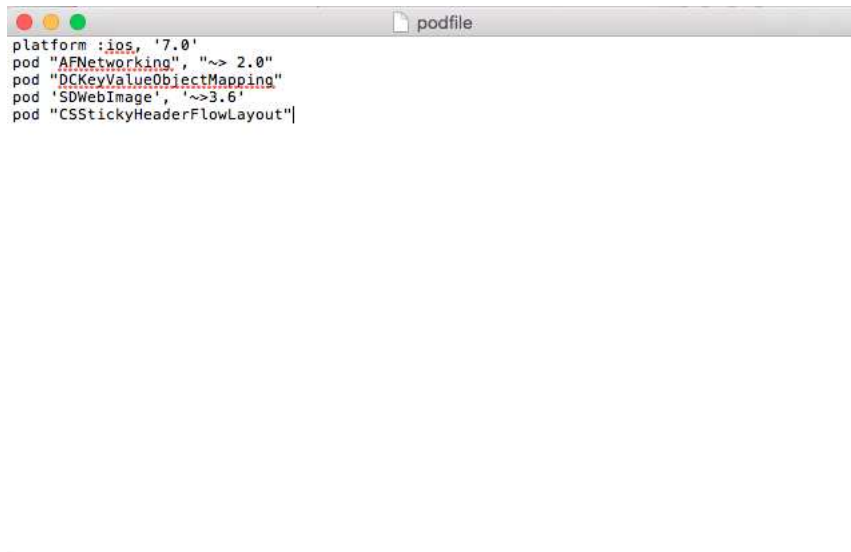 podfile
platform :ios, '7.0'
pod "AFNetworking", "~> 2.0"
pod "DCKeyValueObjectMapping"
pod 'SDWebImage', '~>3.6'
pod "CSStickyHeaderFlowLayout"